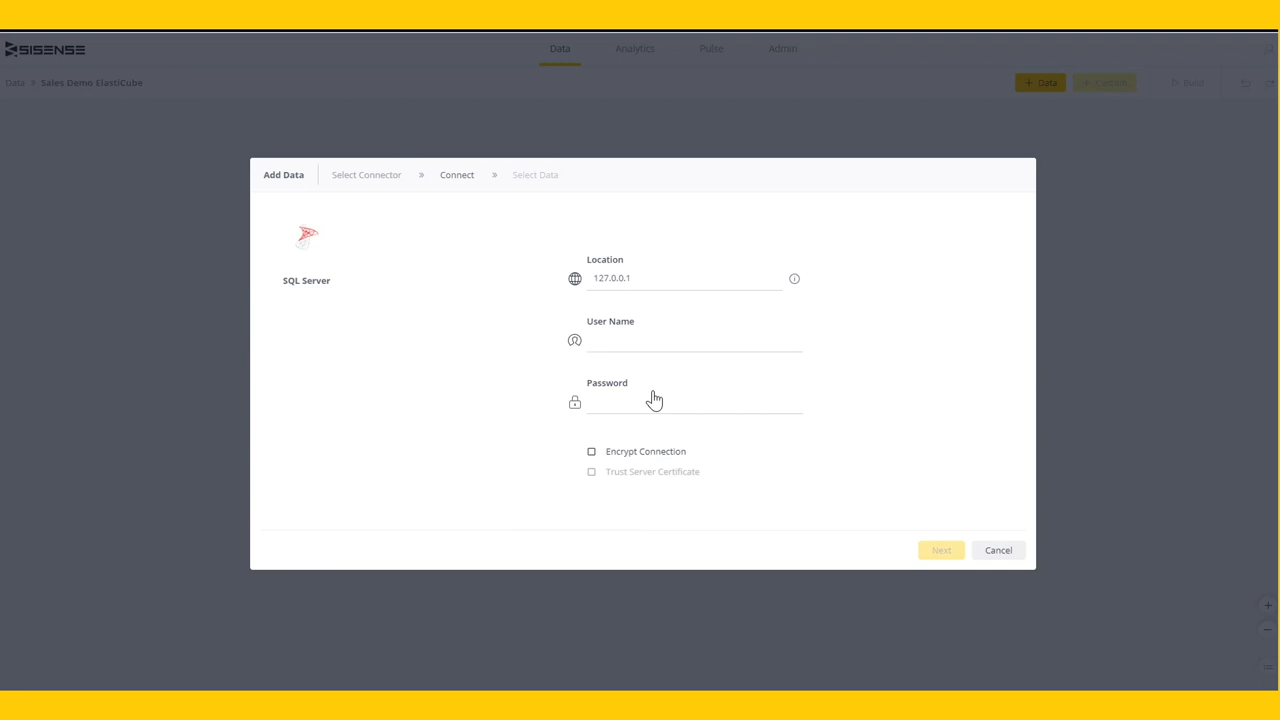 SISENSE
Data Analytics Pulse Admin
Data Sales Demo ElastiCube
+ Data + Custom Build
Add Data Select Connector » Connect » Select Data
SQL Server
Location
127.0.0.1
User Name
Password
Encrypt Connection
Trust Server Certificate
Next Cancel